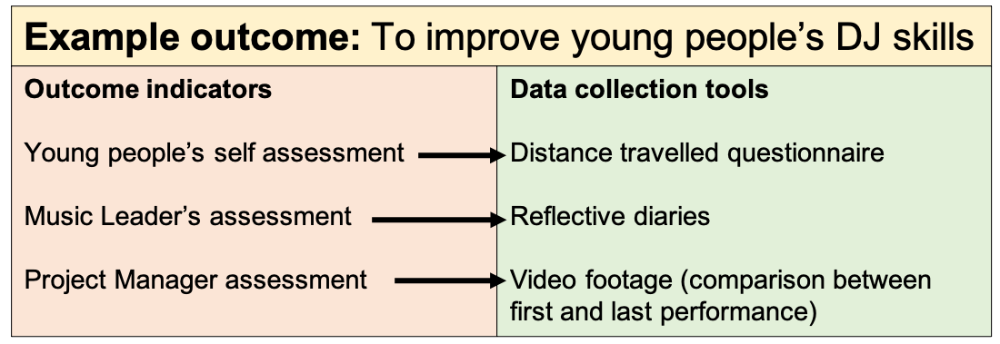 Example outcome: To improve young people’s DJ skills
Outcome indicators
Data collection tools
Young people’s self assessment
Distance travelled questionnaire
Music Leader’s assessment
Reflective diaries
Project Manager assessment
Video footage (comparison between
first and last performance)